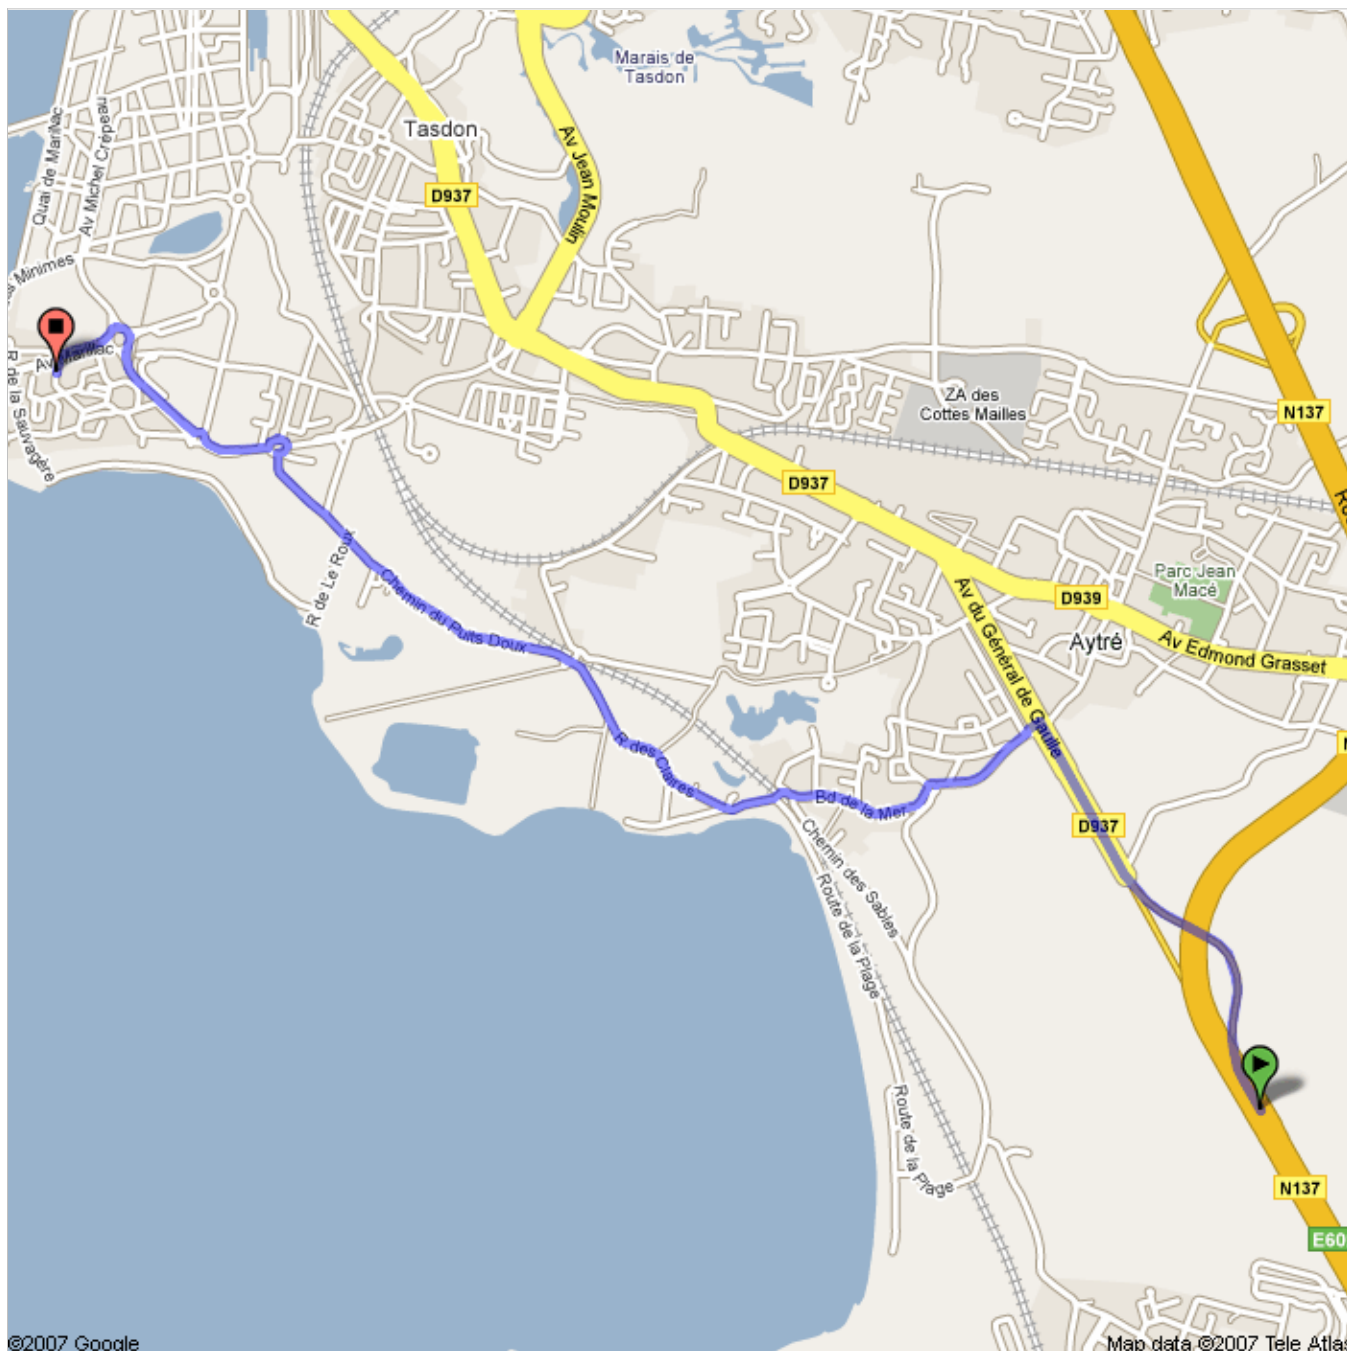 Marais de
Tasdon
Quai de Marillac
Av Michel Crépeau
Tasdon
Av Jean Moulin
D937
Minimes
Av Marillac
R de la Sauvagère
ZA des
Cottes Mailles
N137
D937
R de Le Roux
Chemin du Puits Doux
Parc Jean
Macé
D939
Av du Général de Gaulle
Aytré
Av Edmond Grasset
R des Claires
Bd de la Mer
D937
Chemin des Sables
Route de la Plage
Route de la Plage
N137
E60
©2007 Google
Map data ©2007 Tele Atlas